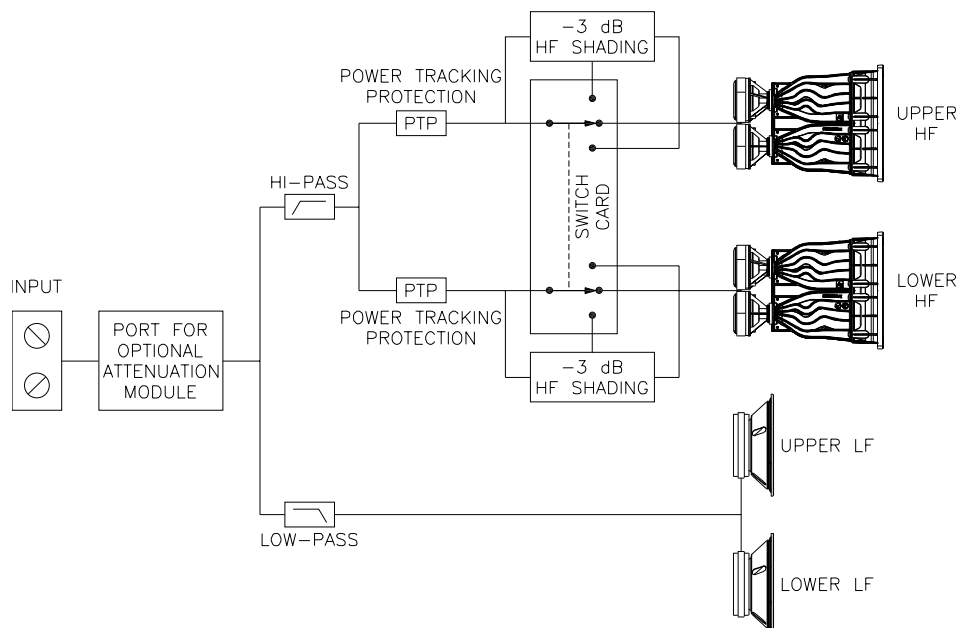 −3 dB
HF SHADING
POWER TRACKING
PROTECTION
PTP
UPPER
HF
HI−PASS
SWITCH
CARD
LOWER
HF
PTP
POWER TRACKING
PROTECTION
−3 dB
HF SHADING
INPUT
PORT FOR
OPTIONAL
ATTENUATION
MODULE
UPPER LF
LOW−PASS
LOWER LF